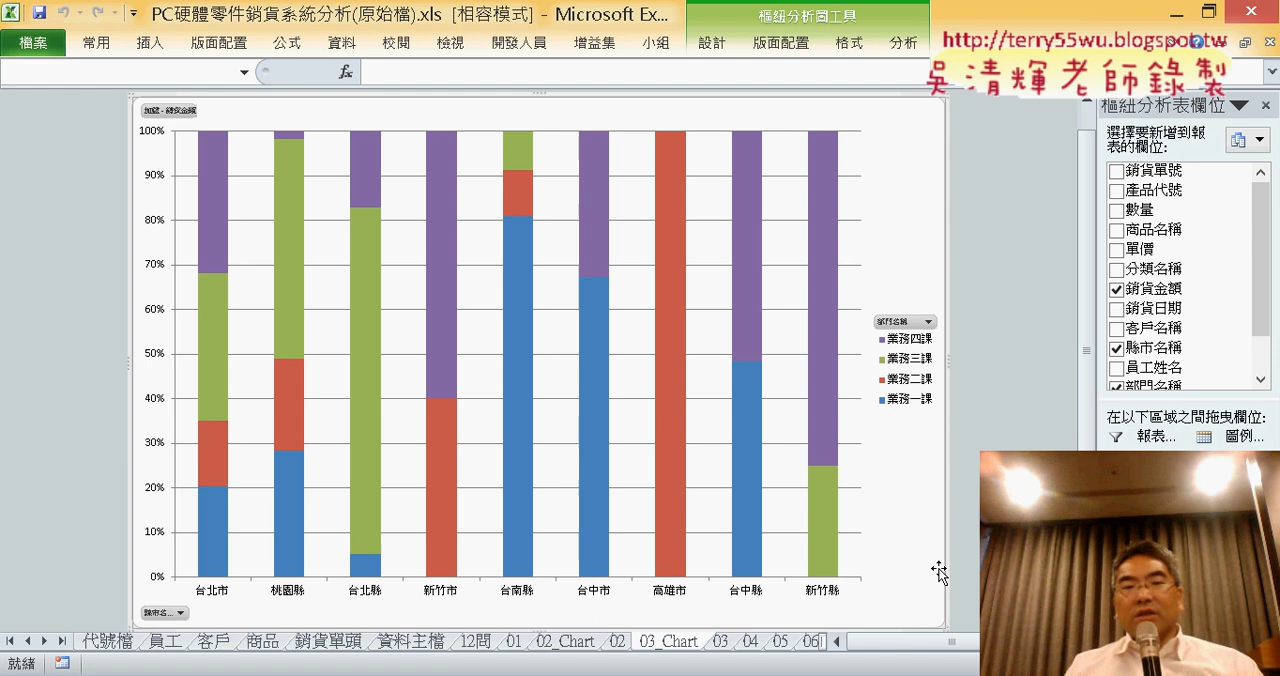 PC硬體零件銷貨系統分析(原始檔).xls [相容模式] - Microsoft Ex...
樞紐分析圖工具
檔案 常用 插入 版面配置 公式 資料 校閱 檢視 開發人員 增益集 小組 設計 版面配置 格式 分析
http://terry55wu.blogspot.tw
吳清輝老師錄製
fx
樞紐分析表欄位
選擇要新增到報
表的欄位:
銷貨單號
產品代號
數量
商品名稱
單價
分類名稱
銷貨金額
銷貨日期
客戶名稱
縣市名稱
員工姓名
部門名稱
在以下區域之間拖曳欄位:
報表... 圖例...
加總 - 銷貨金額
100%
90%
80%
70%
60%
50%
40%
30%
20%
10%
0%
台北市 桃園縣 台北縣 新竹市 台南縣 台中市 高雄市 台中縣 新竹縣
部門名稱
業務四課
業務三課
業務二課
業務一課
縣市名...
代號檔 員工 客戶 商品 銷貨單頭 資料主檔 12問 01 02_Chart 02 03_Chart 03 04 05 06
就緒